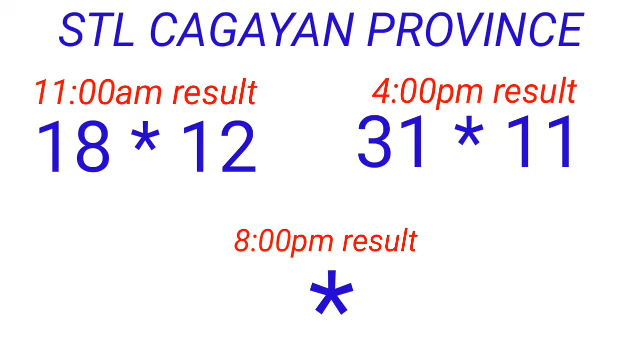 STL CAGAYAN PROVINCE
11:00am result 4:00pm result
18 * 12 31 * 11
8:00pm result
*